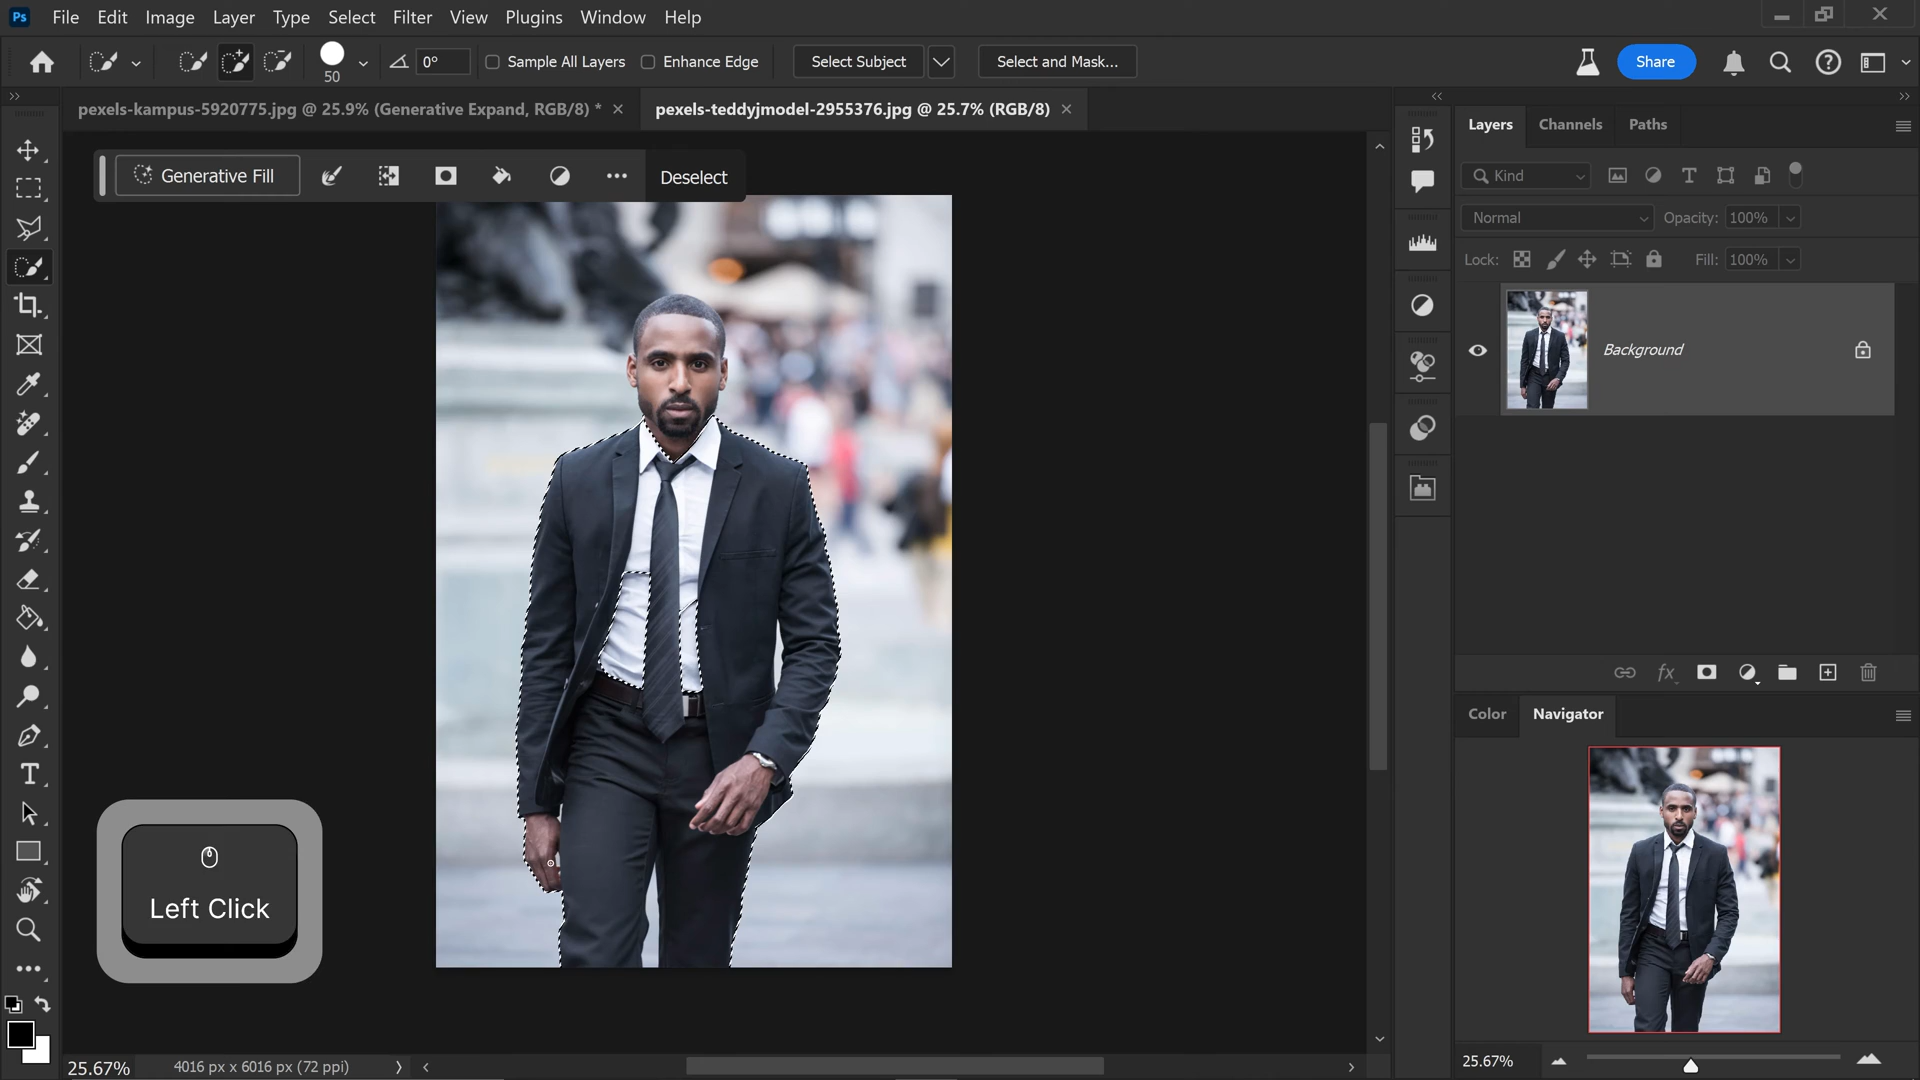 Ps File Edit Image Layer Type Select Filter View Plugins Window Help
50 0° Sample All Layers Enhance Edge Select Subject Select and Mask... Share
pexels-kampus-5920775.jpg @ 25.9% (Generative Expand, RGB/8) * pexels-teddyjmodel-2955376.jpg @ 25.7% (RGB/8)
Generative Fill Deselect
Layers Channels Paths
Kind
Normal Opacity: 100%
Lock: Fill: 100%
Background
fx
Color Navigator
Left Click
25.67% 4016 px x 6016 px (72 ppi)
25.67%